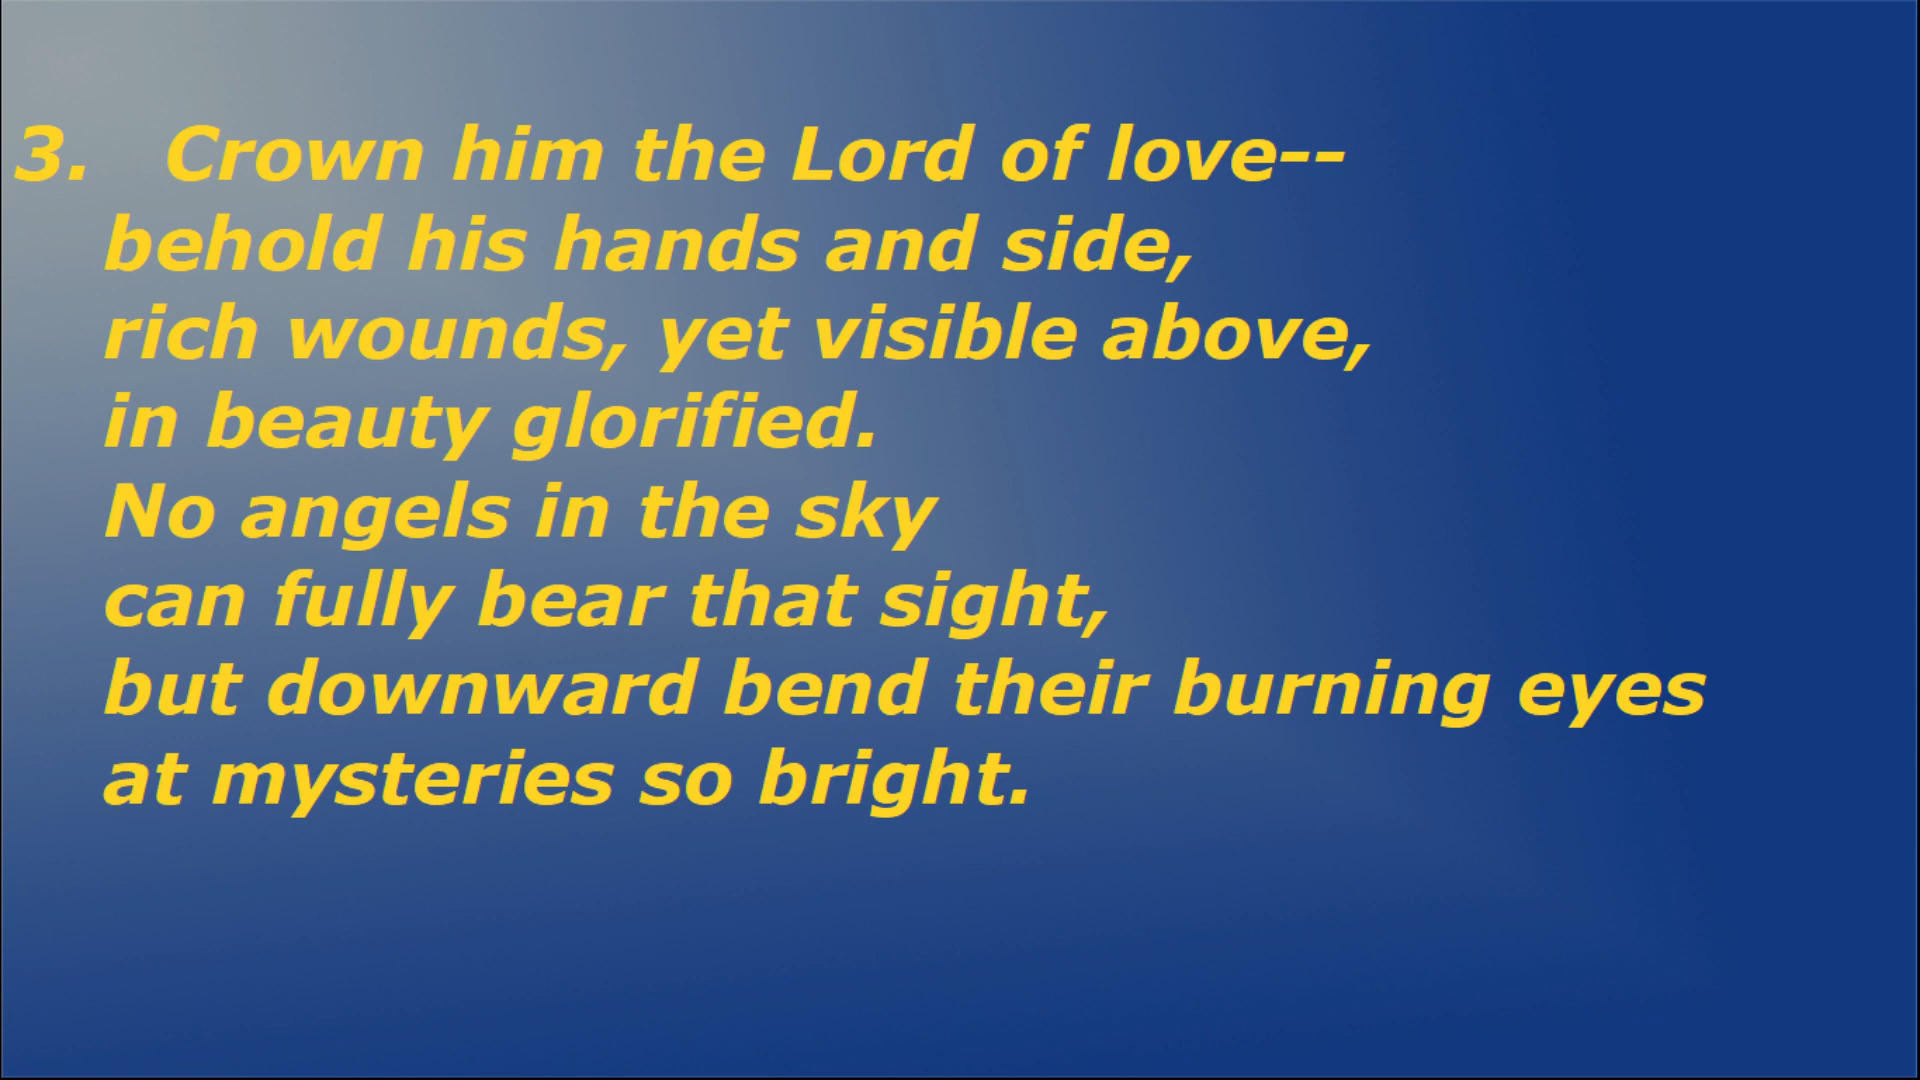 3. Crown him the Lord of love--
behold his hands and side,
rich wounds, yet visible above,
in beauty glorified.
No angels in the sky
can fully bear that sight,
but downward bend their burning eyes
at mysteries so bright.